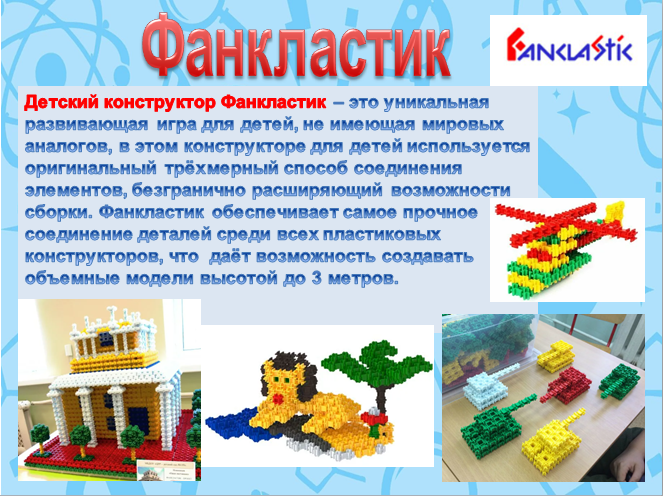 Фанкластик
FANCLASTIC
Детский конструктор Фанкластик – это уникальная
развивающая игра для детей, не имеющая мировых
аналогов, в этом конструкторе для детей используется
оригинальный трёхмерный способ соединения
элементов, безгранично расширяющий возможности
сборки. Фанкластик обеспечивает самое прочное
соединение деталей среди всех пластиковых
конструкторов, что даёт возможность создавать
объемные модели высотой до 3 метров.